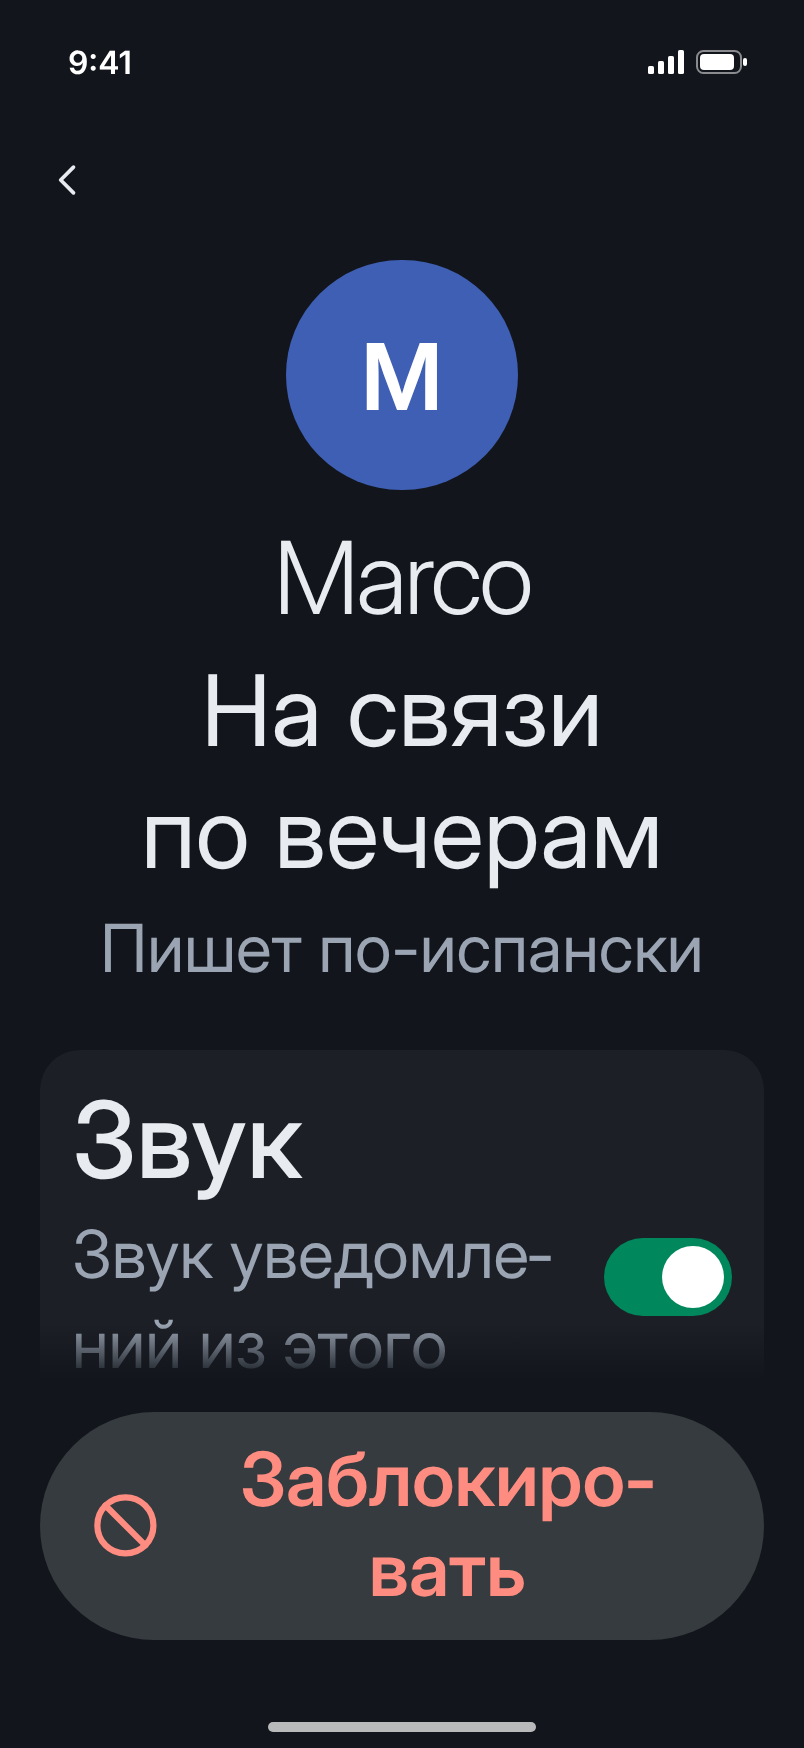 9:41
M
Marco
На связи
по вечерам
Пишет по-испански
Звук
Звук уведомле-
ний из этого
Заблокиро-
вать